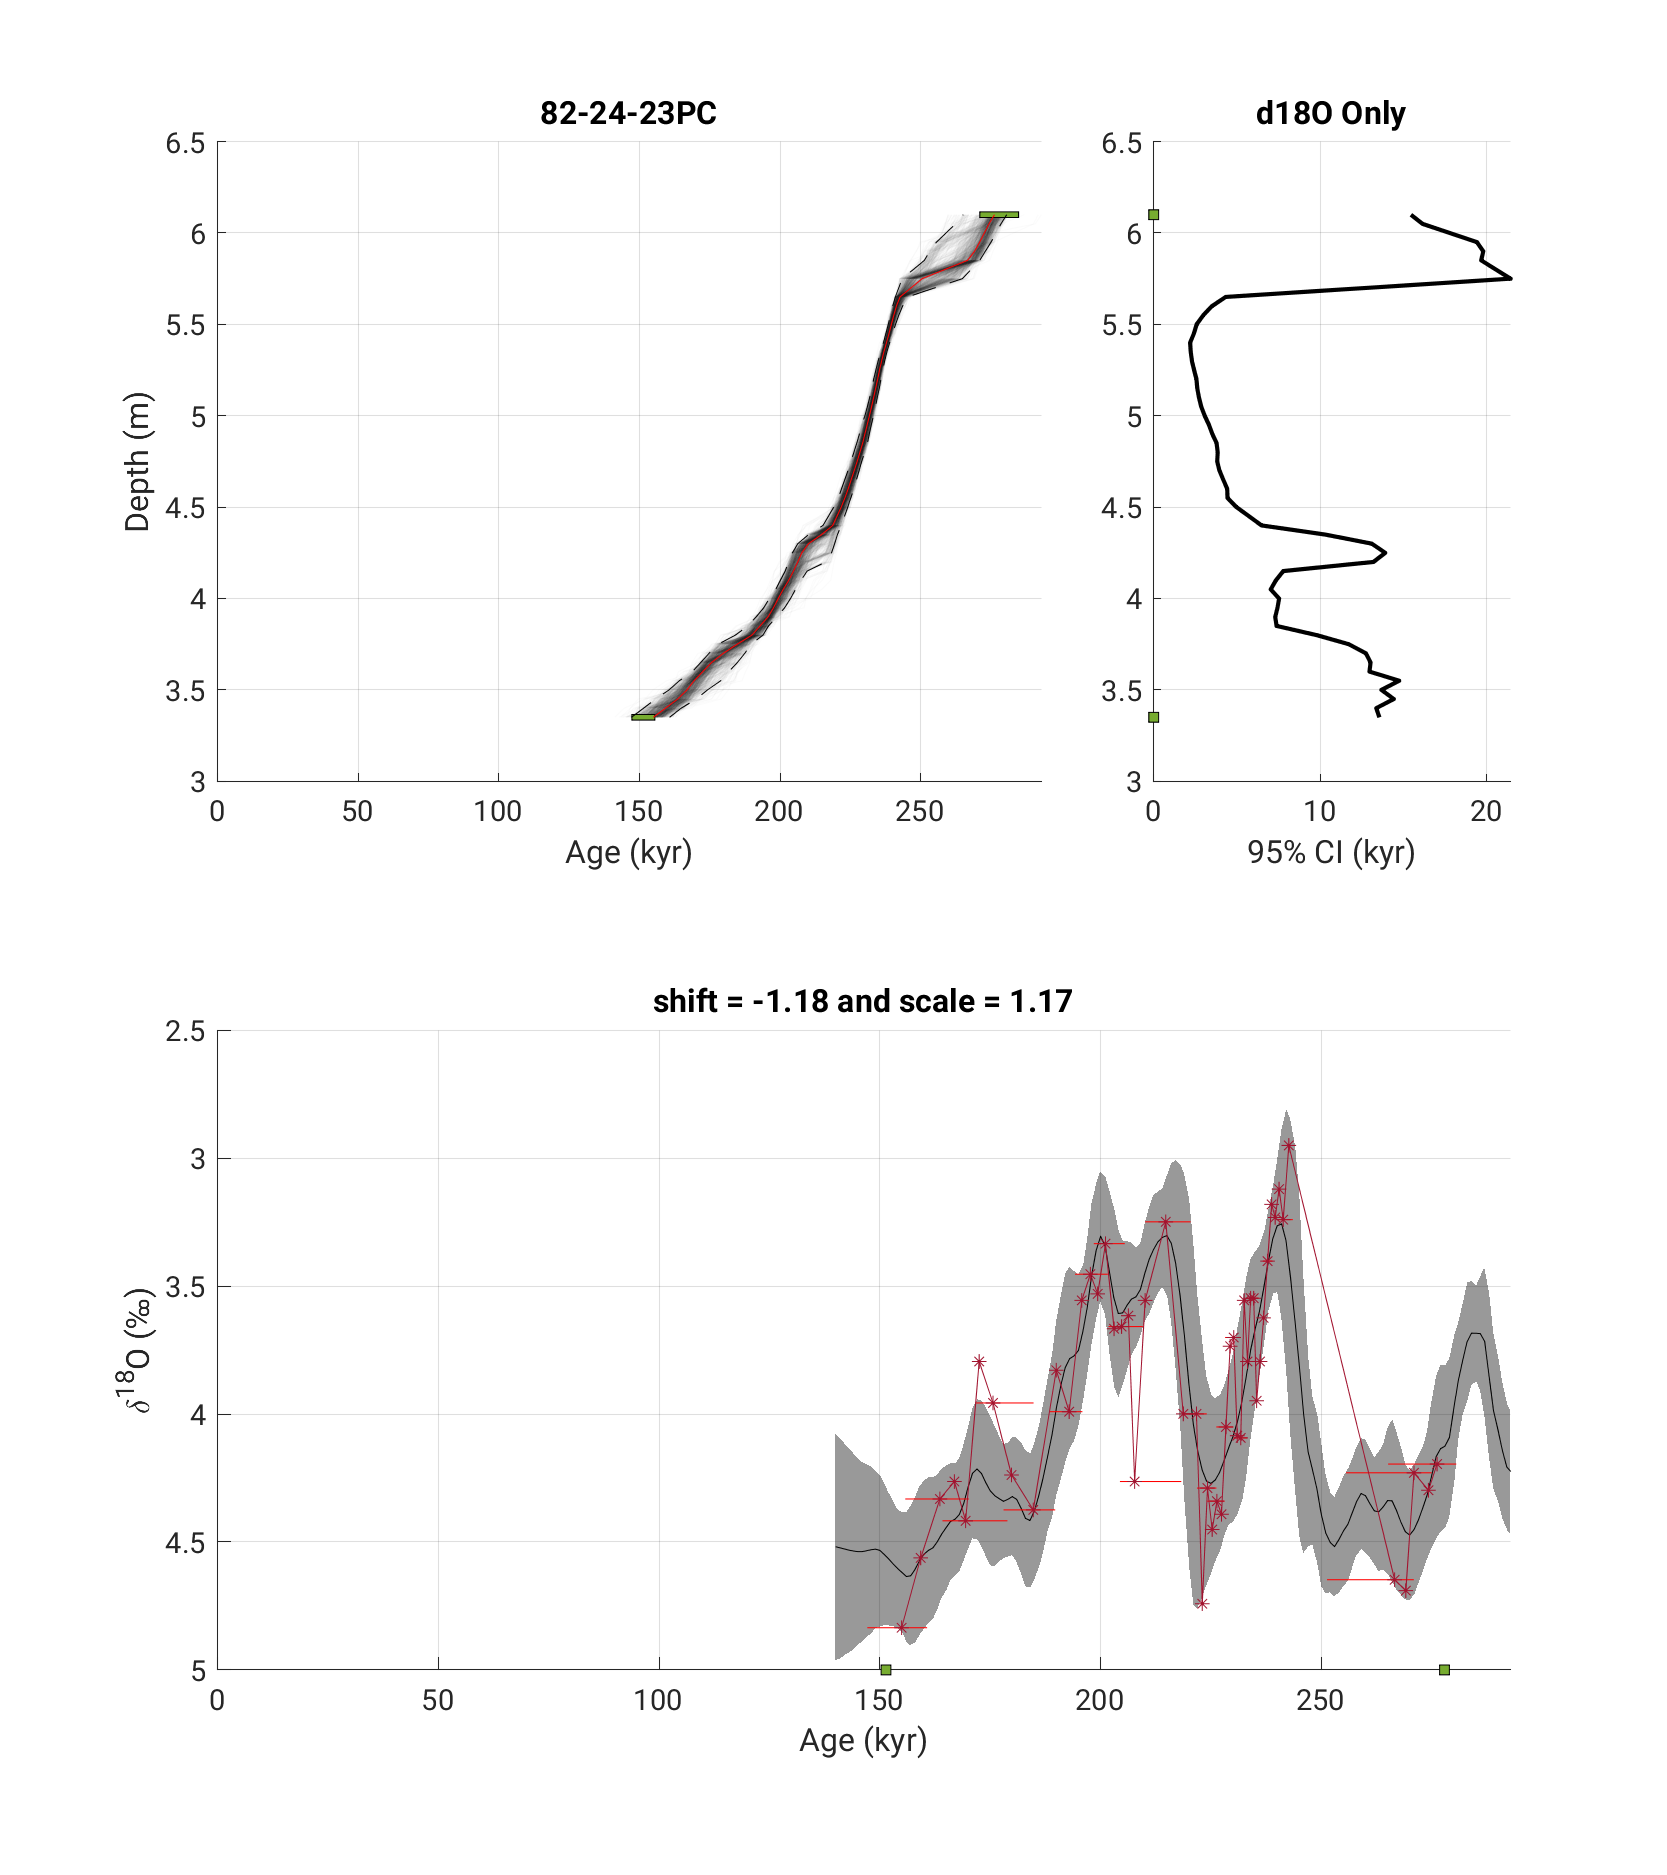 82-24-23PC
d18O Only
6.5
6
5.5
5
4.5
4
3.5
3
Depth (m)
0 50 100 150 200 250
Age (kyr)
6.5
6
5.5
5
4.5
4
3.5
3
0 10 20
95% CI (kyr)
shift = -1.18 and scale = 1.17
2.5
3
3.5
4
4.5
5
δ18O (‰)
0 50 100 150 200 250
Age (kyr)